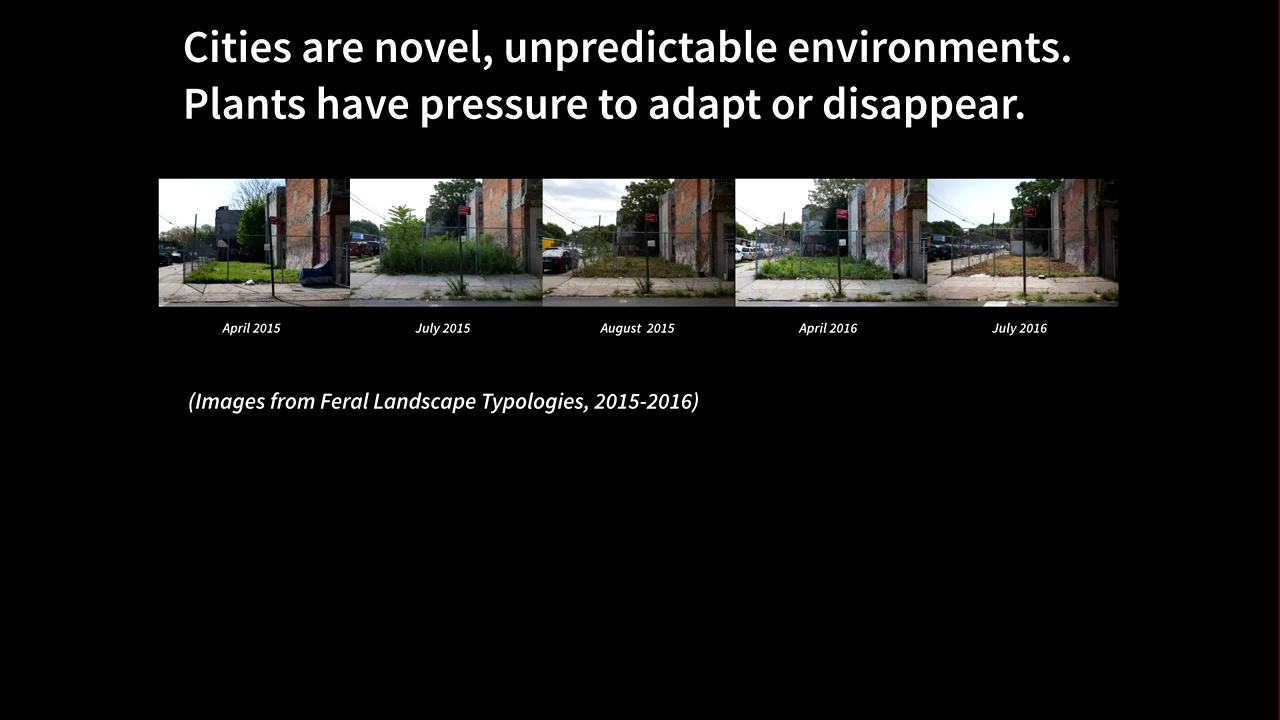 Cities are novel, unpredictable environments.
Plants have pressure to adapt or disappear.
April 2015
July 2015
August 2015
April 2016
July 2016
(Images from Feral Landscape Typologies, 2015-2016)